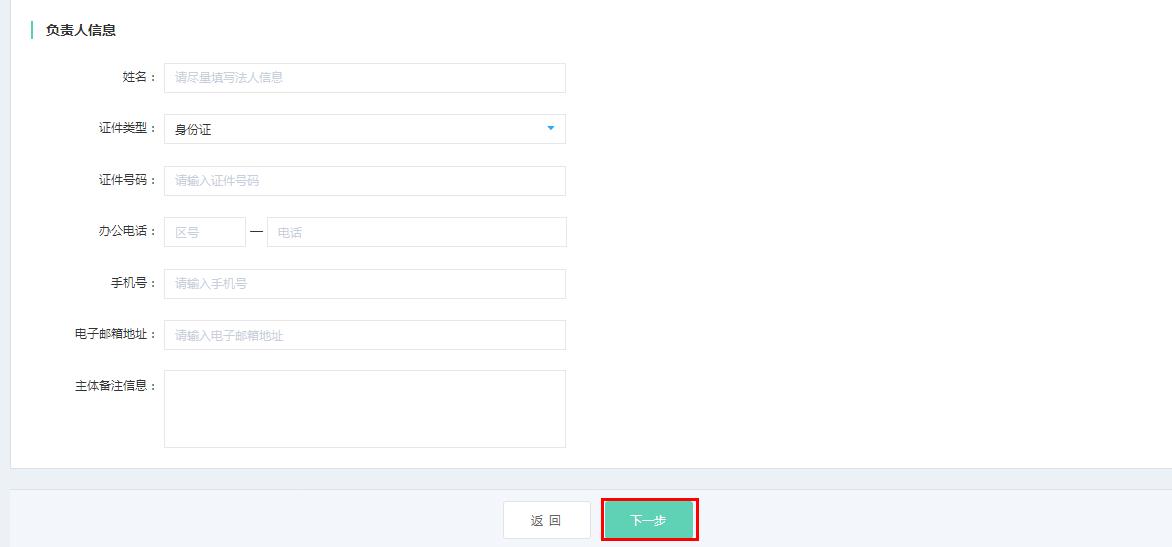 负责人信息
姓名： 请尽量填写法人信息
证件类型： 身份证
证件号码： 请输入证件号码
办公电话： 区号 — 电话
手机号： 请输入手机号
电子邮箱地址： 请输入电子邮箱地址
主体备注信息：
返 回 下一步